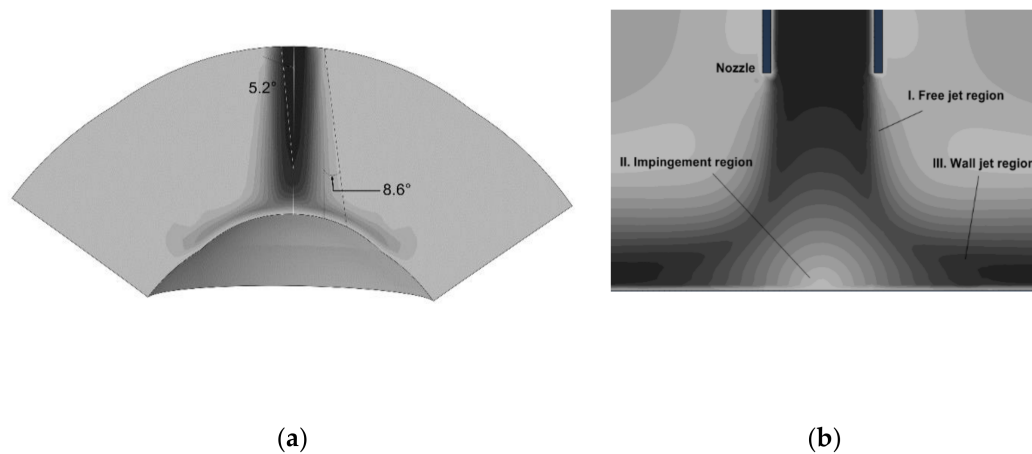 5.2°
8.6°
Nozzle
I. Free jet region
II. Impingement region
III. Wall jet region
(a)
(b)